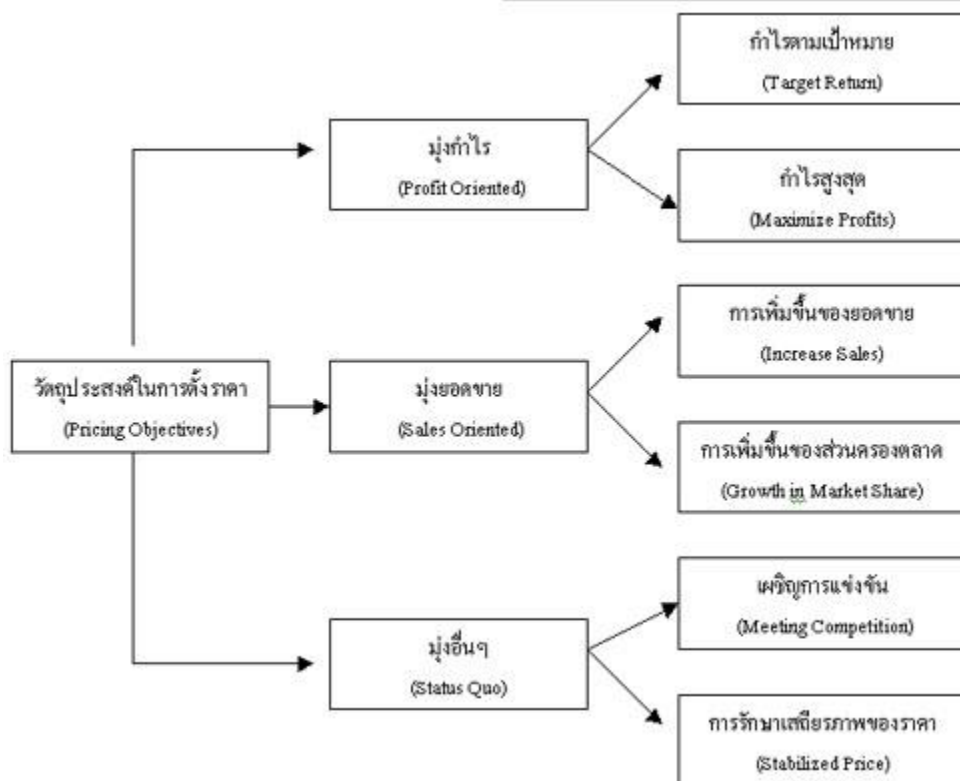 กำไรตามเป้าหมาย
(Target Return)
มุ่งกำไร
(Profit Oriented)
กำไรสูงสุด
(Maximize Profits)
การเพิ่มขึ้นของยอดขาย
(Increase Sales)
วัตถุประสงค์ในการตั้งราคา
(Pricing Objectives)
มุ่งยอดขาย
(Sales Oriented)
การเพิ่มขึ้นของส่วนครองตลาด
(Growth in Market Share)
เผชิญการแข่งขัน
(Meeting Competition)
มุ่งอื่นๆ
(Status Quo)
การรักษาเสถียรภาพของราคา
(Stabilized Price)